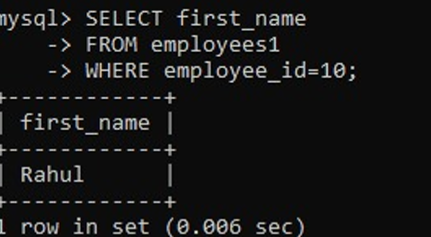 mysql> SELECT first_name
    -> FROM employees1
    -> WHERE employee_id=10;
+------------+
| first_name |
+------------+
| Rahul      |
+------------+
1 row in set (0.006 sec)